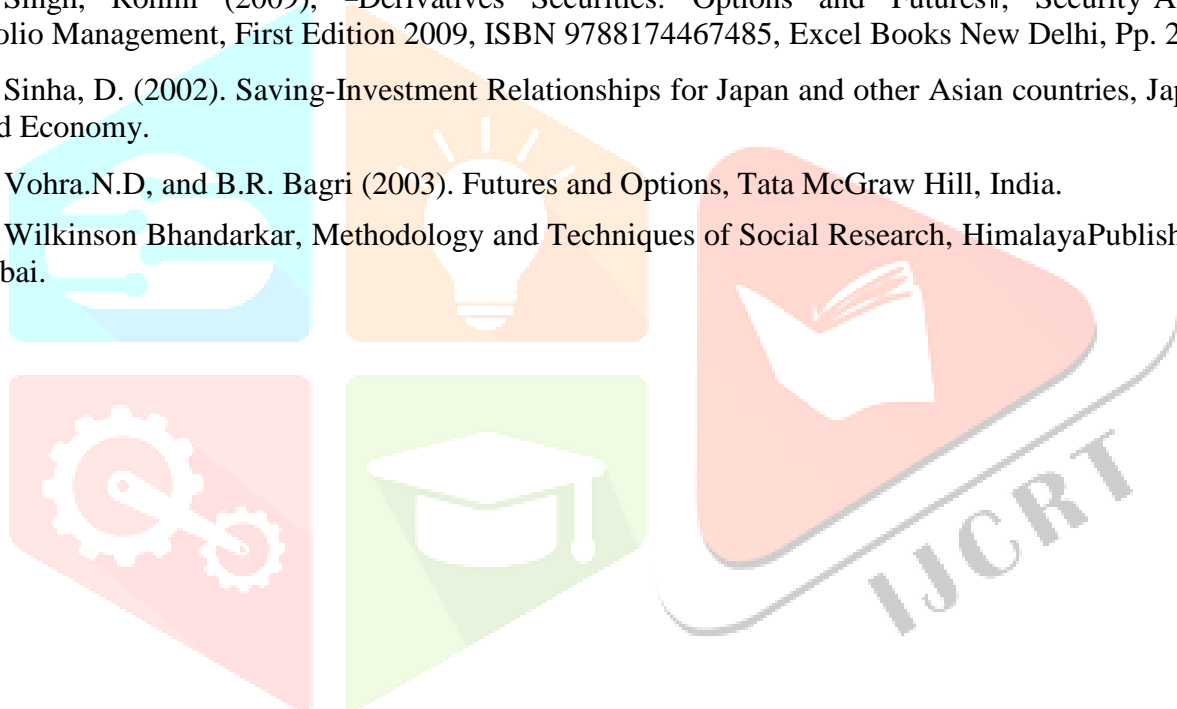 Singh, Rohini (2009), ―Derivatives Securities: Options and Futures‖, Security A
olio Management, First Edition 2009, ISBN 9788174467485, Excel Books New Delhi, Pp. 2
Sinha, D. (2002). Saving-Investment Relationships for Japan and other Asian countries, Jap
d Economy.
Vohra.N.D, and B.R. Bagri (2003). Futures and Options, Tata McGraw Hill, India.
Wilkinson Bhandarkar, Methodology and Techniques of Social Research, HimalayaPublish
bai.
IJCRT